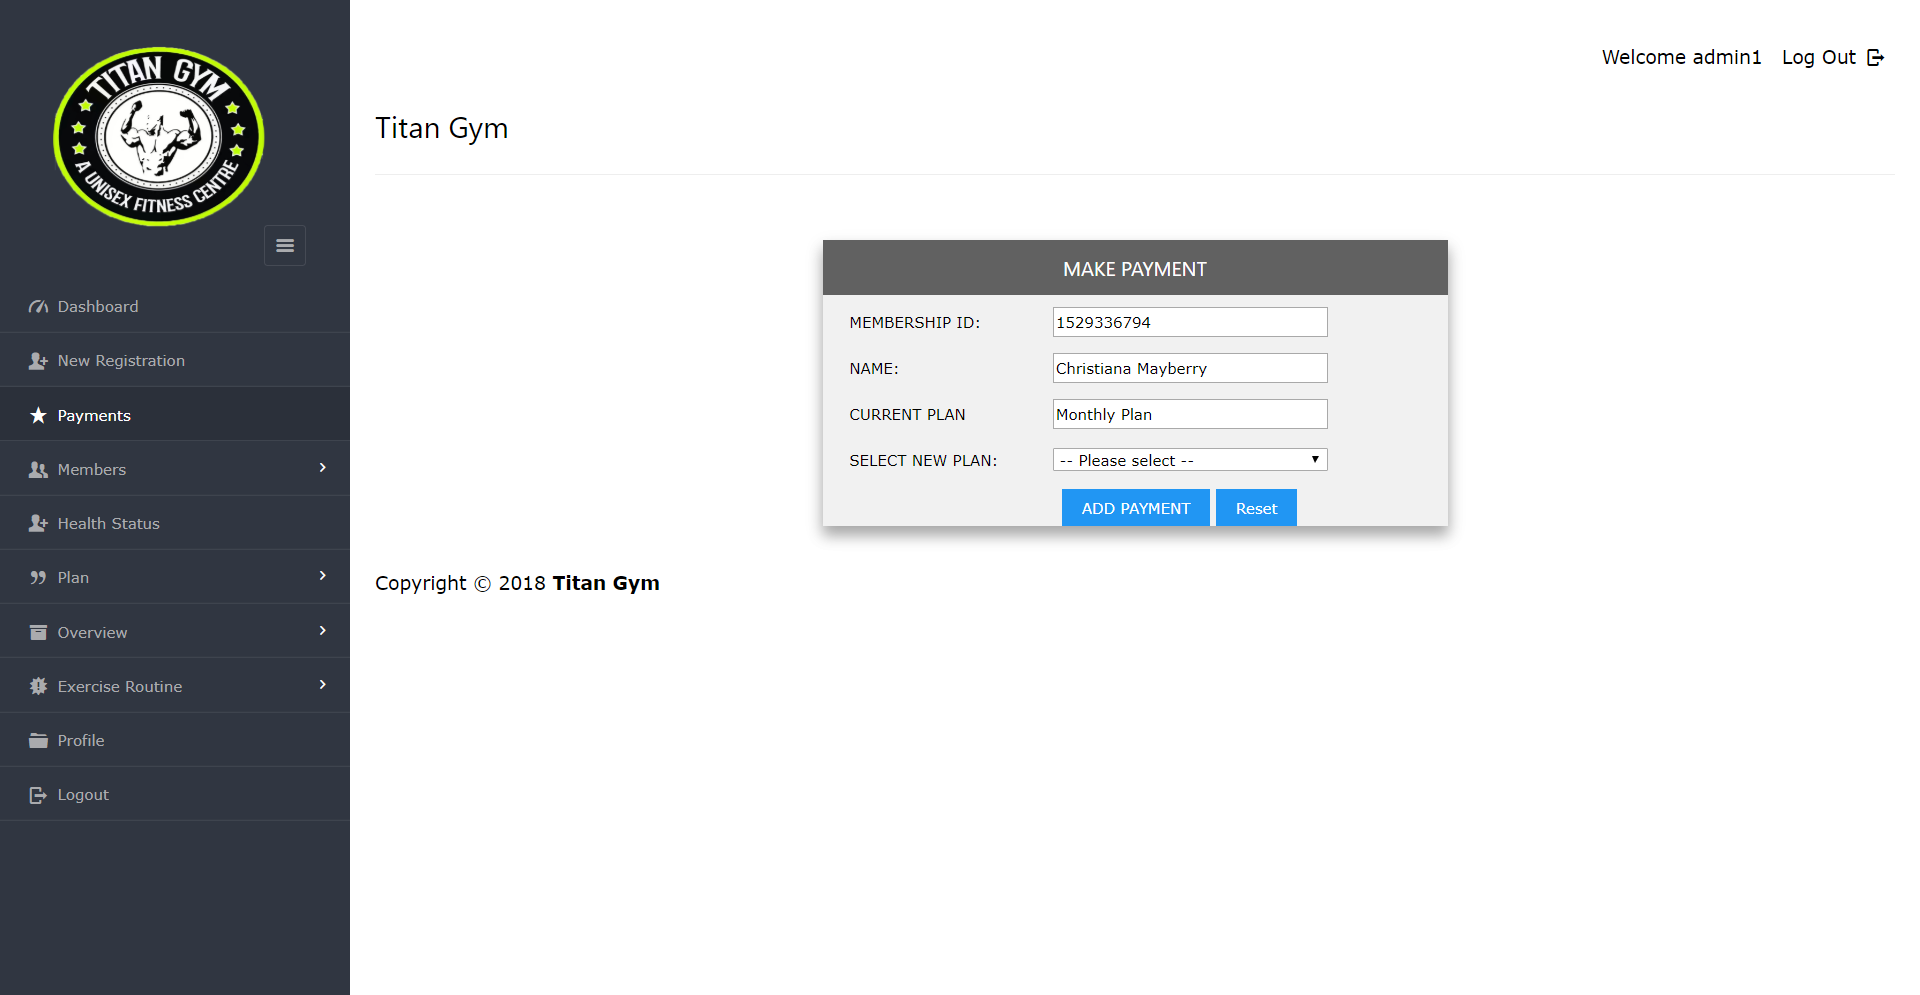 TITAN GYM
A UNISEX FITNESS CENTRE
Dashboard
New Registration
Payments
Members
Health Status
Plan
Overview
Exercise Routine
Profile
Logout
Welcome admin1 Log Out
Titan Gym
MAKE PAYMENT
MEMBERSHIP ID: 1529336794
NAME: Christiana Mayberry
CURRENT PLAN Monthly Plan
SELECT NEW PLAN: -- Please select --
ADD PAYMENT Reset
Copyright © 2018 Titan Gym